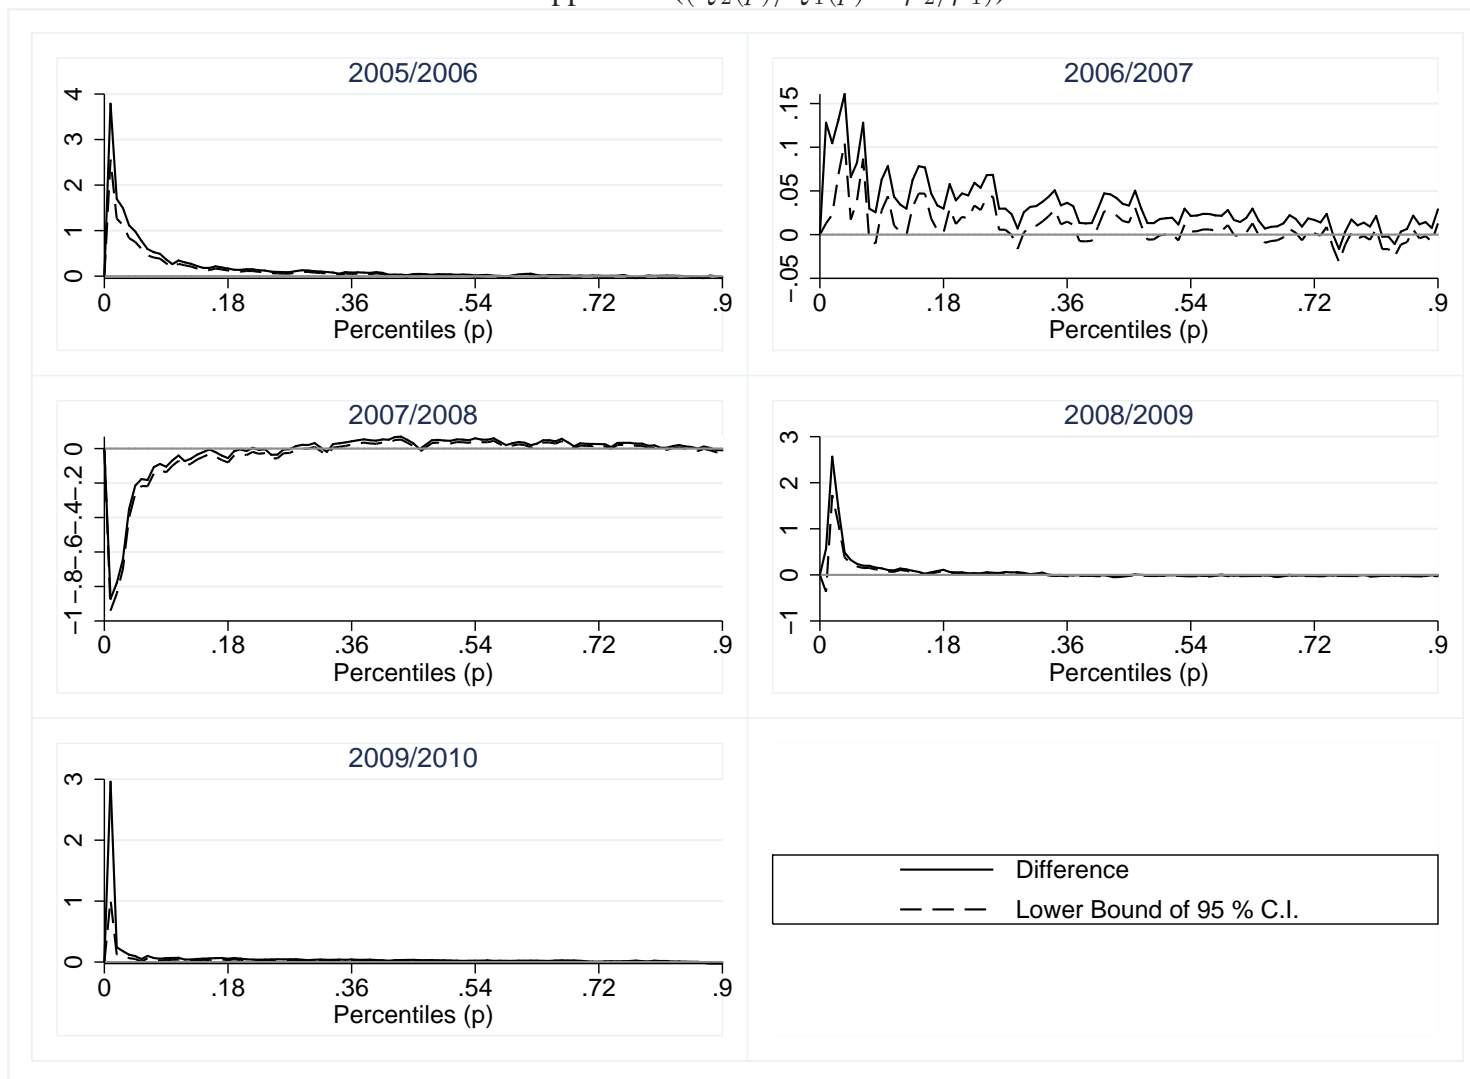 2005/2006
4
3
2
1
0
0 .18 .36 .54 .72 .9
Percentiles (p)
2006/2007
.15
.1
.05
0
−.05
0 .18 .36 .54 .72 .9
Percentiles (p)
2007/2008
0
−.2
−.4
−.6
−.8
−1
0 .18 .36 .54 .72 .9
Percentiles (p)
2008/2009
3
2
1
0
−1
0 .18 .36 .54 .72 .9
Percentiles (p)
2009/2010
3
2
1
0
0 .18 .36 .54 .72 .9
Percentiles (p)
Difference
Lower Bound of 95 % C.I.